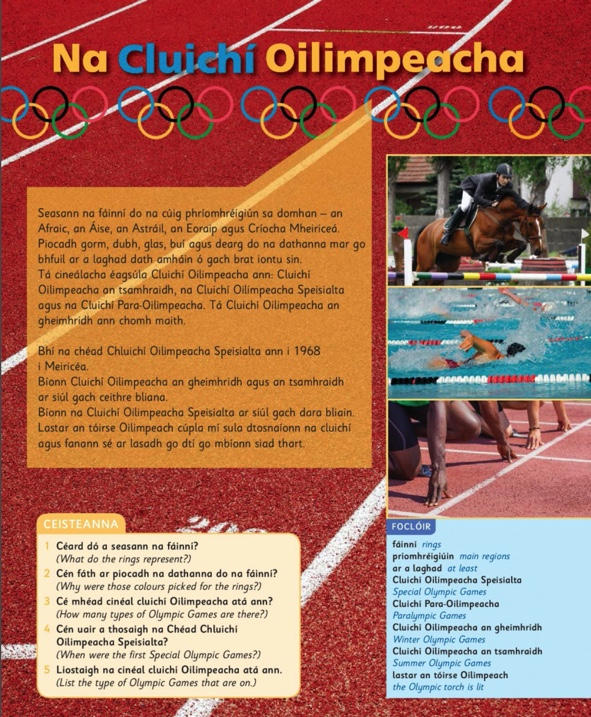 Na Cluichí Oilimpeacha
Seasann na fáinní do na cúig phríomhréigiún sa domhan – an
Afraic, an Áise, an Astráil, an Eoraip agus Críocha Mheiriceá.
Piocadh gorm, dubh, glas, buí agus dearg do na dathanna mar go
bhfuil ar a laghad dath amháin ó gach brat iontu sin.
Tá cineálacha éagsúla Cluichí Oilimpeacha ann: Cluichí
Oilimpeacha an tsamhraidh, na Cluichí Oilimpeacha Speisialta
agus na Cluichí Para-Oilimpeacha. Tá Cluichí Oilimpeacha an
gheimhridh ann chomh maith.
Bhí na chéad Chluichí Oilimpeacha Speisialta ann i 1968
i Meiricéa.
Bíonn Cluichí Oilimpeacha an gheimhridh agus an tsamhraidh
ar siúl gach ceithre bliana.
Bíonn na Cluichí Oilimpeacha Speisialta ar siúl gach dara bliain.
Lastar an tóirse Oilimpeach cúpla mí sula dtosnaíonn na cluichí
agus fanann sé ar lasadh go dtí go mbíonn siad thart.
CEISTEANNA
1 Céard dó a seasann na fáinní?
(What do the rings represent?)
2 Cén fáth ar piocadh na dathanna do na fáinní?
(Why were those colours picked for the rings?)
3 Cé mhéad cinéal cluichí Oilimpeacha atá ann?
(How many types of Olympic Games are there?)
4 Cén uair a thosaigh na Chéad Chluichí
Oilimpeacha Speisialta?
(When were the first Special Olympic Games?)
5 Liostaigh na cinéal cluichí Oilimpeacha atá ann.
(List the type of Olympic Games that are on.)
FOCLÓIR
fáinní rings
príomhréigiúin main regions
ar a laghad at least
Cluichí Oilimpeacha Speisialta
Special Olympic Games
Cluichí Para-Oilimpeacha
Paralympic Games
Cluichí Oilimpeacha an gheimhridh
Winter Olympic Games
Cluichí Oilimpeacha an tsamhraidh
Summer Olympic Games
lastar an tóirse Oilimpeach
the Olympic torch is lit